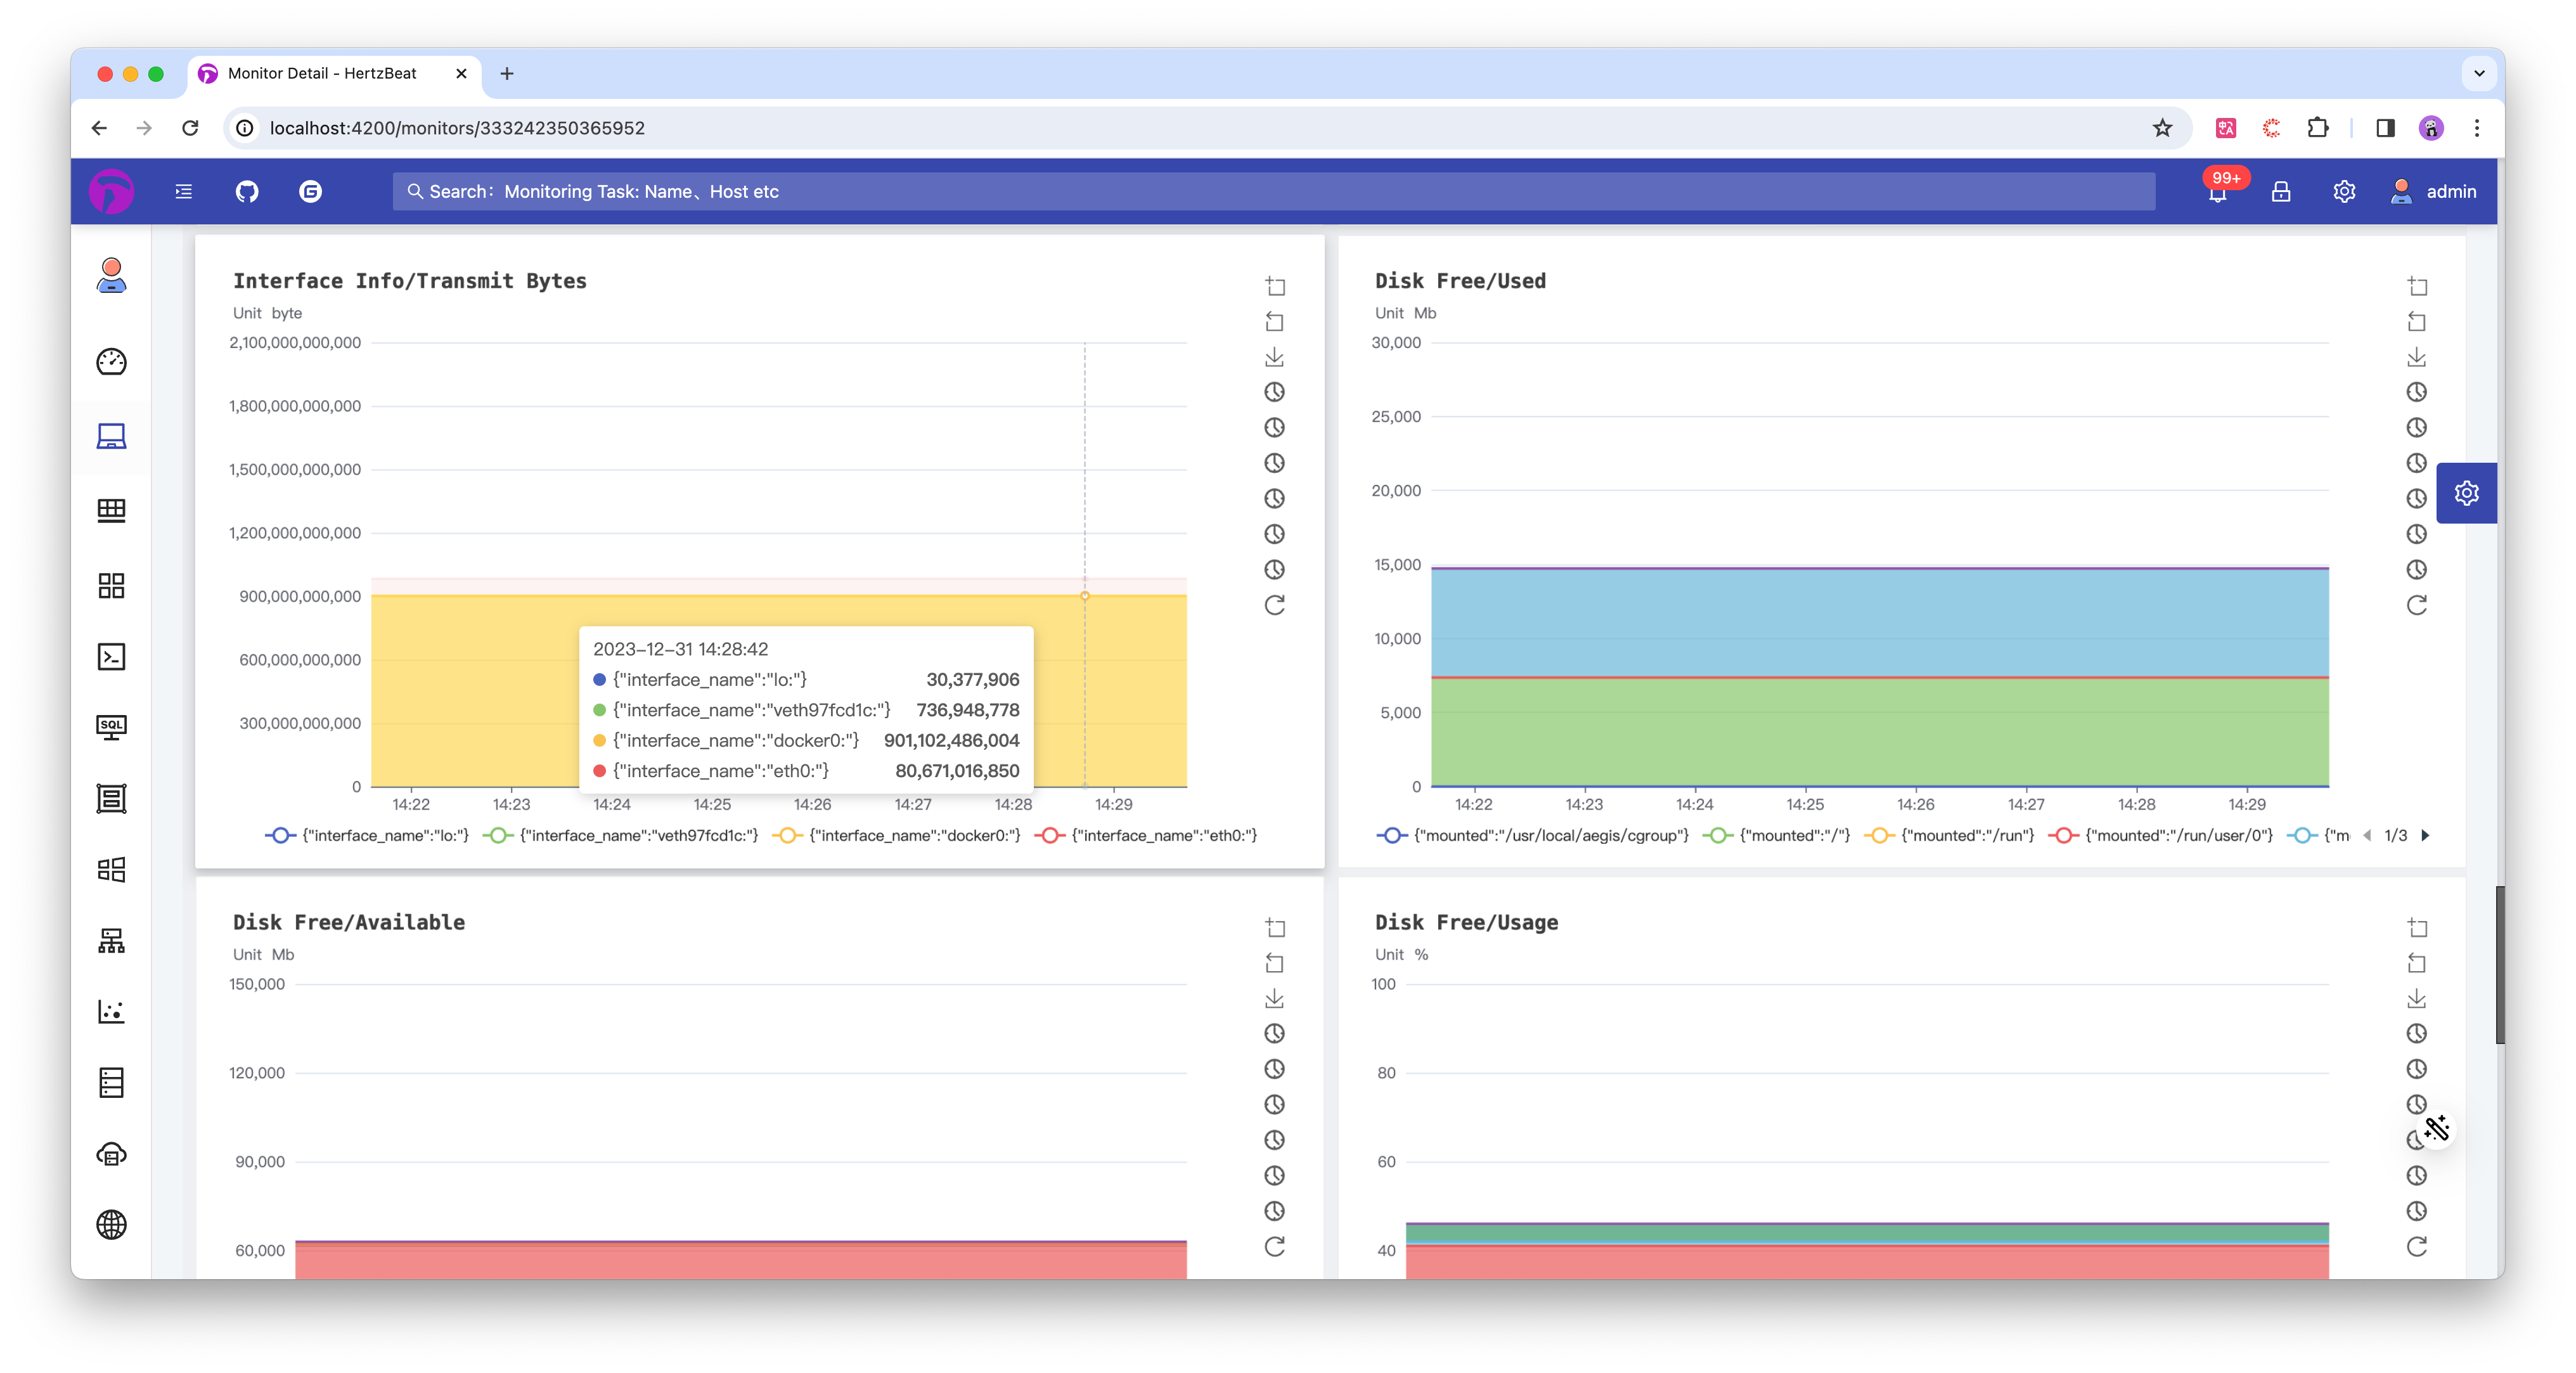 Monitor Detail - HertzBeat
localhost:4200/monitors/333242350365952
Search：Monitoring Task: Name、Host etc
99+
admin
SQL
Interface Info/Transmit Bytes
Unit byte
2,100,000,000,000
1,800,000,000,000
1,500,000,000,000
1,200,000,000,000
900,000,000,000
600,000,000,000
300,000,000,000
0
2023-12-31 14:28:42
{"interface_name":"lo:"} 30,377,906
{"interface_name":"veth97fcd1c:"} 736,948,778
{"interface_name":"docker0:"} 901,102,486,004
{"interface_name":"eth0:"} 80,671,016,850
14:22 14:23 14:24 14:25 14:26 14:27 14:28 14:29
{"interface_name":"lo:"} {"interface_name":"veth97fcd1c:"} {"interface_name":"docker0:"} {"interface_name":"eth0:"}
Disk Free/Used
Unit Mb
30,000
25,000
20,000
15,000
10,000
5,000
0
14:22 14:23 14:24 14:25 14:26 14:27 14:28 14:29
{"mounted":"/usr/local/aegis/cgroup"} {"mounted":"/"} {"mounted":"/run"} {"mounted":"/run/user/0"} {"m 1/3
Disk Free/Available
Unit Mb
150,000
120,000
90,000
60,000
Disk Free/Usage
Unit %
100
80
60
40